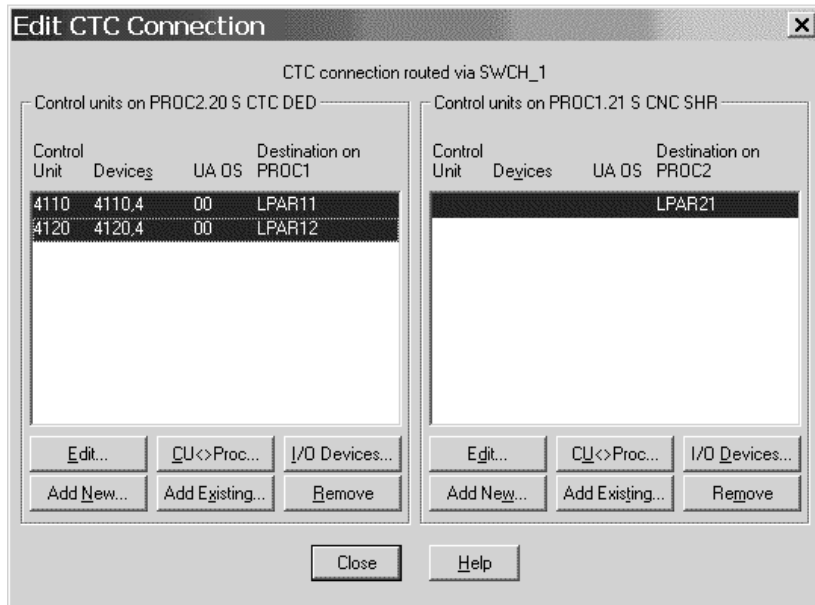 Edit CTC Connection
CTC connection routed via SWCH_1
Control units on PROC2.20 S CTC DED
Control Unit Devices UA OS Destination on PROC1
4110 4110,4 00 LPAR11
4120 4120,4 00 LPAR12
Edit... CU<>Proc... I/O Devices...
Add New... Add Existing... Remove
Control units on PROC1.21 S CNC SHR
Control Unit Devices UA OS Destination on PROC2
LPAR21
Edit... CU<>Proc... I/O Devices...
Add New... Add Existing... Remove
Close Help